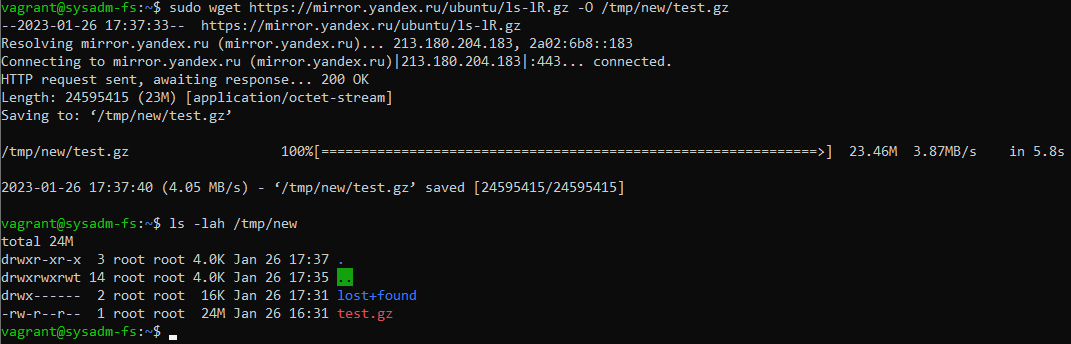 vagrant@sysadm-fs:~$ sudo wget https://mirror.yandex.ru/ubuntu/ls-lR.gz -O /tmp/new/test.gz
--2023-01-26 17:37:33--  https://mirror.yandex.ru/ubuntu/ls-lR.gz
Resolving mirror.yandex.ru (mirror.yandex.ru)... 213.180.204.183, 2a02:6b8::183
Connecting to mirror.yandex.ru (mirror.yandex.ru)|213.180.204.183|:443... connected.
HTTP request sent, awaiting response... 200 OK
Length: 24595415 (23M) [application/octet-stream]
Saving to: ‘/tmp/new/test.gz’
/tmp/new/test.gz                   100%[==============================================================>]  23.46M  3.87MB/s    in 5.8s
2023-01-26 17:37:40 (4.05 MB/s) - ‘/tmp/new/test.gz’ saved [24595415/24595415]
vagrant@sysadm-fs:~$ ls -lah /tmp/new
total 24M
drwxr-xr-x  3 root root 4.0K Jan 26 17:37 .
drwxrwxrwt 14 root root 4.0K Jan 26 17:35 ..
drwx------  2 root root  16K Jan 26 17:31 lost+found
-rw-r--r--  1 root root  24M Jan 26 16:31 test.gz
vagrant@sysadm-fs:~$